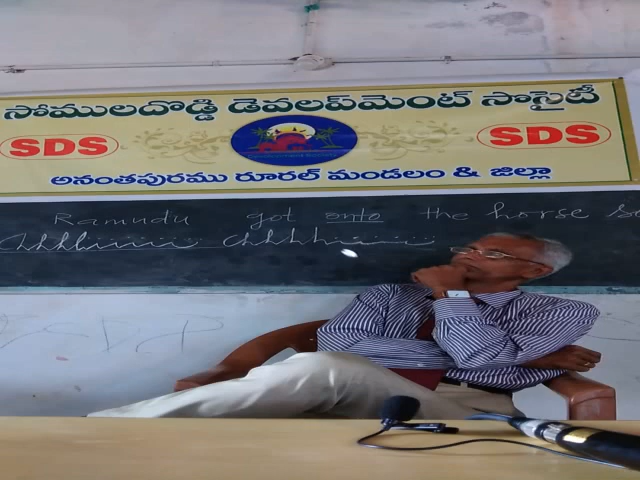 సోములదొడ్డి డెవలప్‌మెంట్ సొసైటీ
SDS SDS
అనంతపురము రూరల్ మండలం & జిల్లా
Ramudu got onto the horse